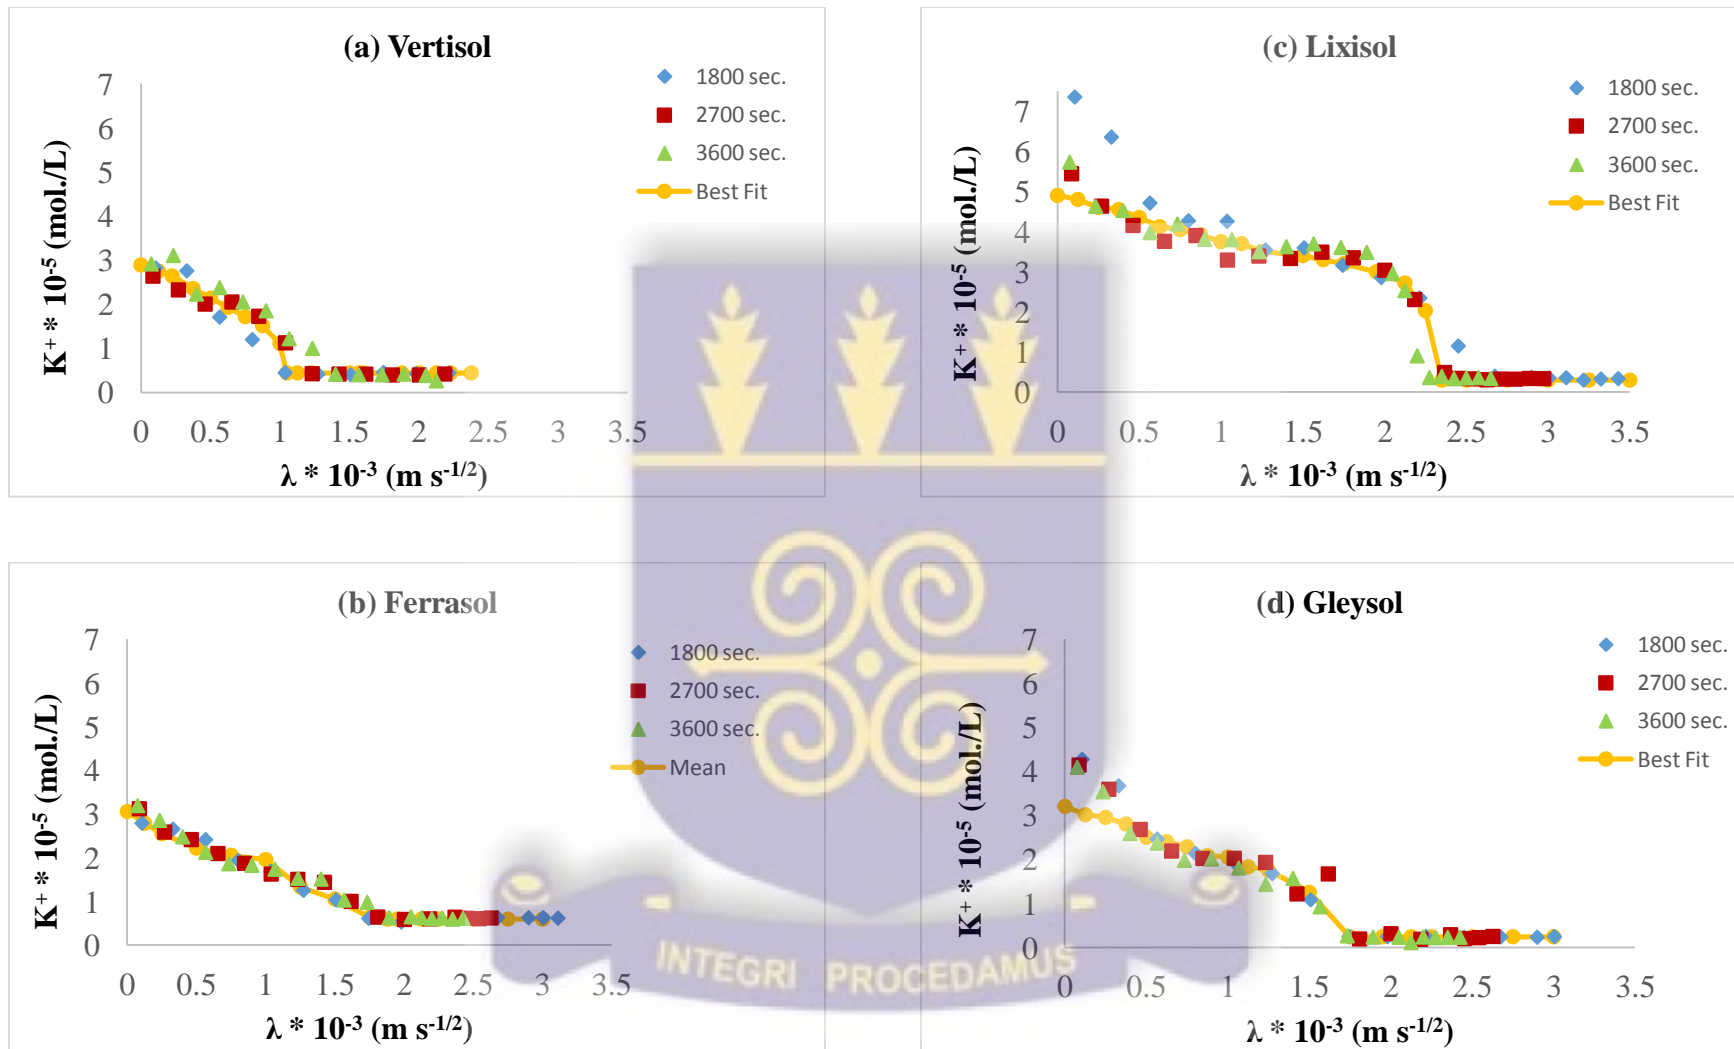 (a) Vertisol
1800 sec.
2700 sec.
3600 sec.
Best Fit
K⁺ * 10⁻⁵ (mol./L)
7
6
5
4
3
2
1
0
0 0.5 1 1.5 2 2.5 3 3.5
λ * 10⁻³ (m s⁻¹/²)
(c) Lixisol
1800 sec.
2700 sec.
3600 sec.
Best Fit
K⁺ * 10⁻⁵ (mol./L)
7
6
5
4
3
2
1
0
0 0.5 1 1.5 2 2.5 3 3.5
λ * 10⁻³ (m s⁻¹/²)
(b) Ferrasol
1800 sec.
2700 sec.
3600 sec.
Mean
K⁺ * 10⁻⁵ (mol./L)
7
6
5
4
3
2
1
0
0 0.5 1 1.5 2 2.5 3 3.5
λ * 10⁻³ (m s⁻¹/²)
(d) Gleysol
1800 sec.
2700 sec.
3600 sec.
Best Fit
K⁺ * 10⁻⁵ (mol./L)
7
6
5
4
3
2
1
0
0 0.5 1 1.5 2 2.5 3 3.5
λ * 10⁻³ (m s⁻¹/²)
INTEGRI PROCEDAMUS